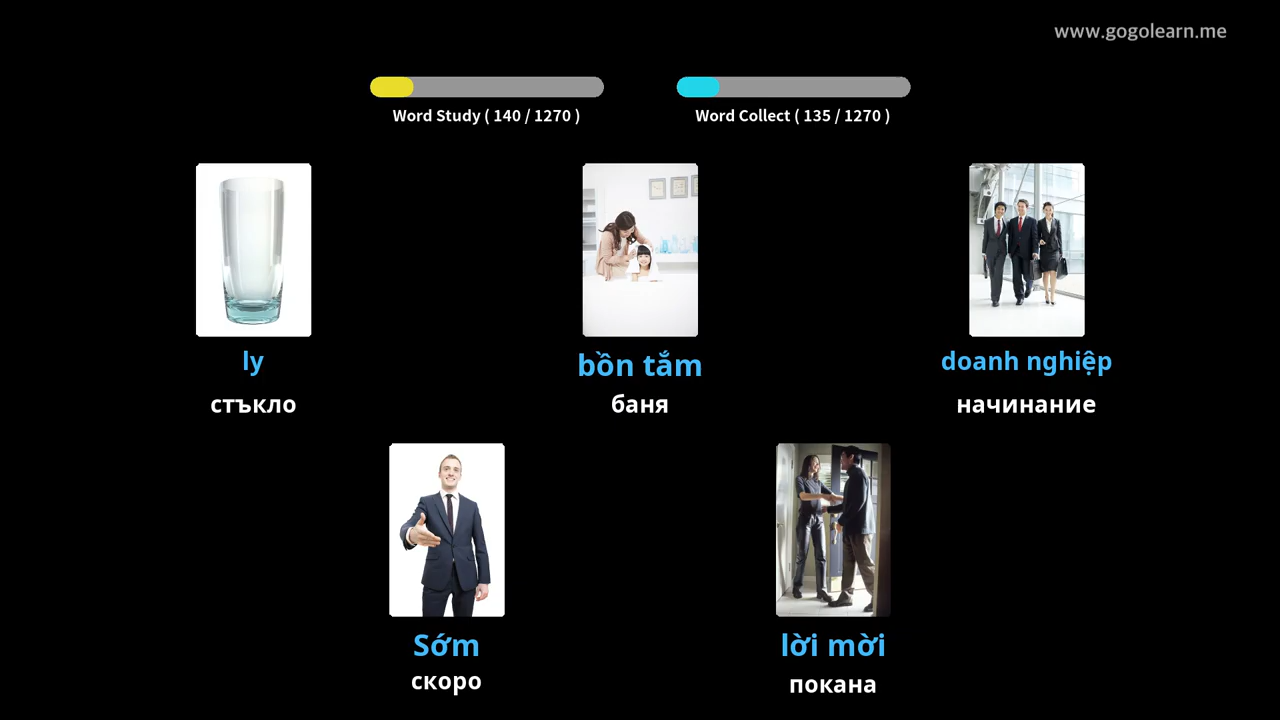 www.gogolearn.me
Word Study ( 140 / 1270 )
Word Collect ( 135 / 1270 )
ly
стъкло
bồn tắm
баня
doanh nghiệp
начинание
Sớm
скоро
lời mời
покана